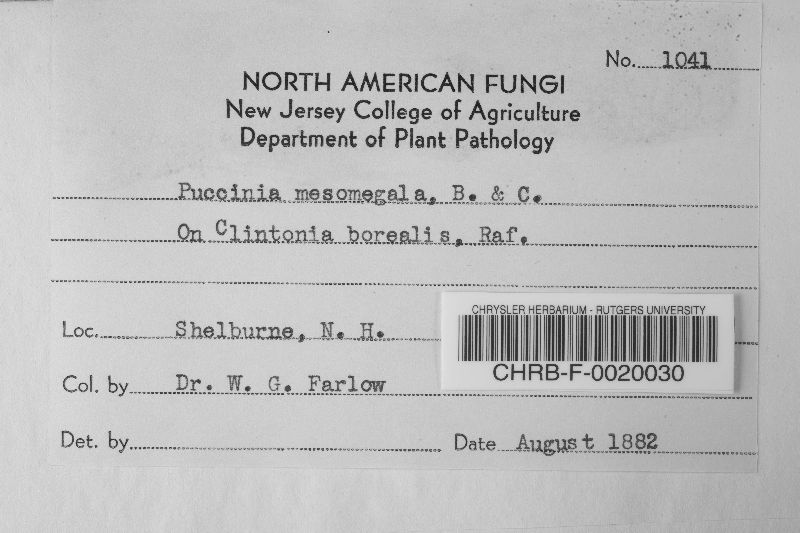 No. 1041
NORTH AMERICAN FUNGI
New Jersey College of Agriculture
Department of Plant Pathology
Puccinia mesomegala, B. & C.
On Clintonia borealis, Raf.
Loc. Shelburne, N. H.
CHRYSLER HERBARIUM - RUTGERS UNIVERSITY
CHRB-F-0020030
Col. by Dr. W. G. Farlow
Det. by Date August 1882